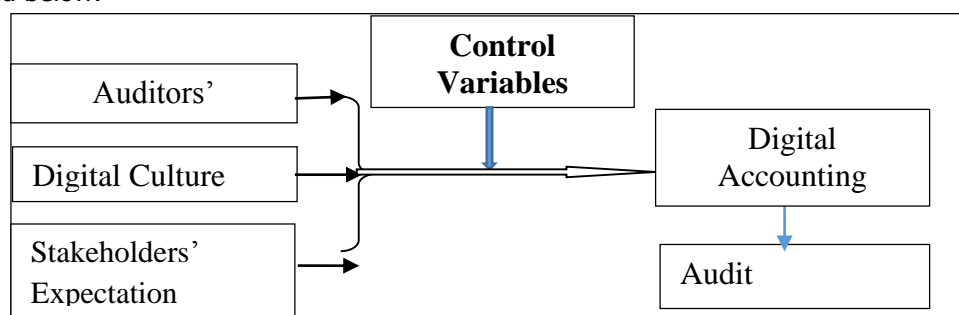 Control
Variables
Auditors’
Digital Culture
Stakeholders’
Expectation
Digital
Accounting
Audit